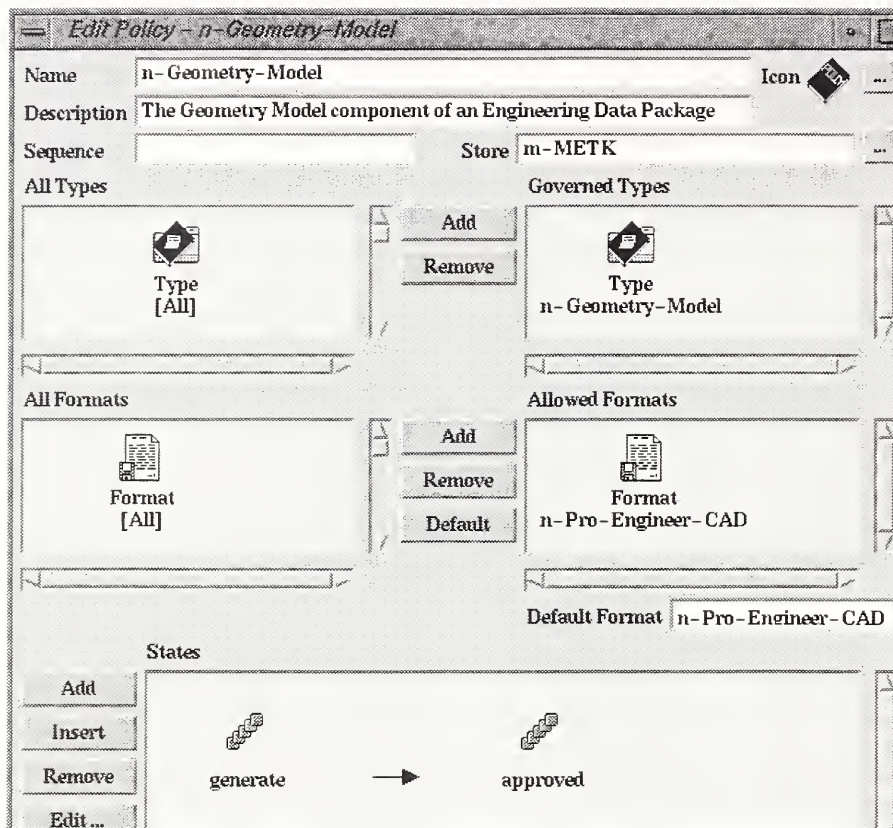 Edit Policy - n-Geometry-Model
Name n-Geometry-Model Icon POLICY ...
Description The Geometry Model component of an Engineering Data Package
Sequence Store m-METK ...
All Types Governed Types
Add
Remove
Type
[All]
Type
n-Geometry-Model
All Formats Allowed Formats
Add
Remove
Default
Format
[All]
Format
n-Pro-Engineer-CAD
Default Format n-Pro-Engineer-CAD
States
Add
Insert
Remove
Edit ...
generate
approved